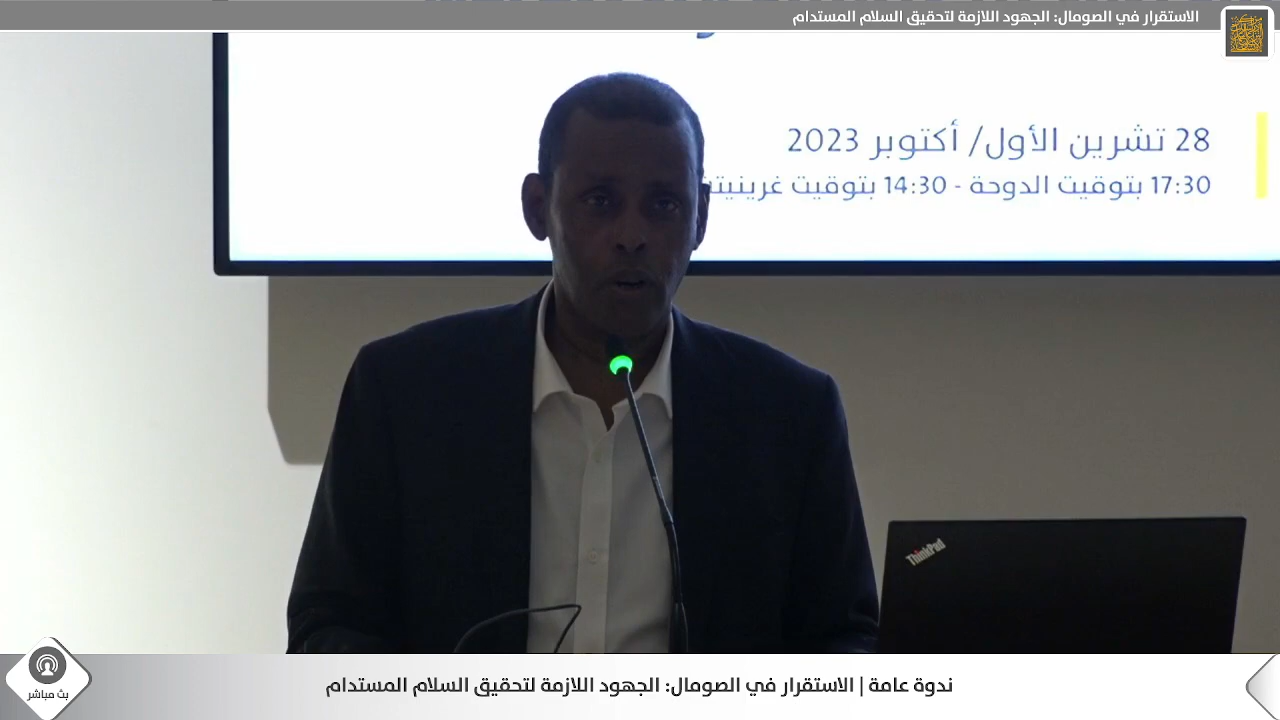 الاستقرار في الصومال: الجهود اللازمة لتحقيق السلام المستدام
28 تشرين الأول/ أكتوبر 2023
17:30 بتوقيت الدوحة - 14:30 بتوقيت
ThinkPad
ندوة عامة | الاستقرار في الصومال: الجهود اللازمة لتحقيق السلام المستدام
بث مباشر